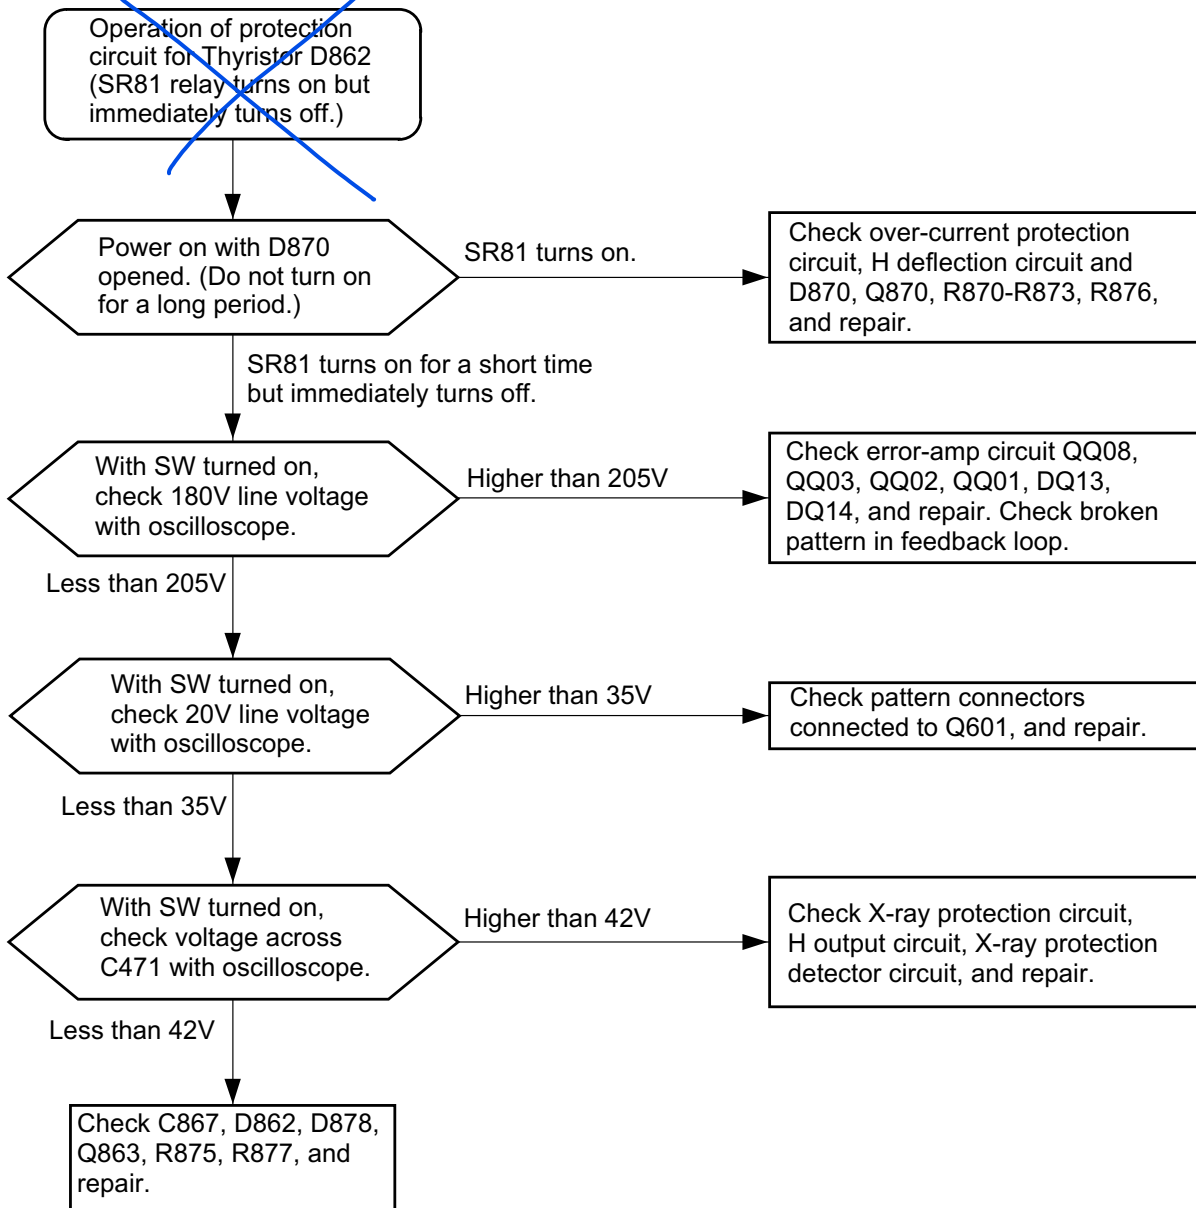 Operation of protection
circuit for Thyristor D862
(SR81 relay turns on but
immediately turns off.)
Power on with D870
opened. (Do not turn on
for a long period.)
SR81 turns on.
Check over-current protection
circuit, H deflection circuit and
D870, Q870, R870-R873, R876,
and repair.
SR81 turns on for a short time
but immediately turns off.
With SW turned on,
check 180V line voltage
with oscilloscope.
Higher than 205V
Check error-amp circuit QQ08,
QQ03, QQ02, QQ01, DQ13,
DQ14, and repair. Check broken
pattern in feedback loop.
Less than 205V
With SW turned on,
check 20V line voltage
with oscilloscope.
Higher than 35V
Check pattern connectors
connected to Q601, and repair.
Less than 35V
With SW turned on,
check voltage across
C471 with oscilloscope.
Higher than 42V
Check X-ray protection circuit,
H output circuit, X-ray protection
detector circuit, and repair.
Less than 42V
Check C867, D862, D878,
Q863, R875, R877, and
repair.